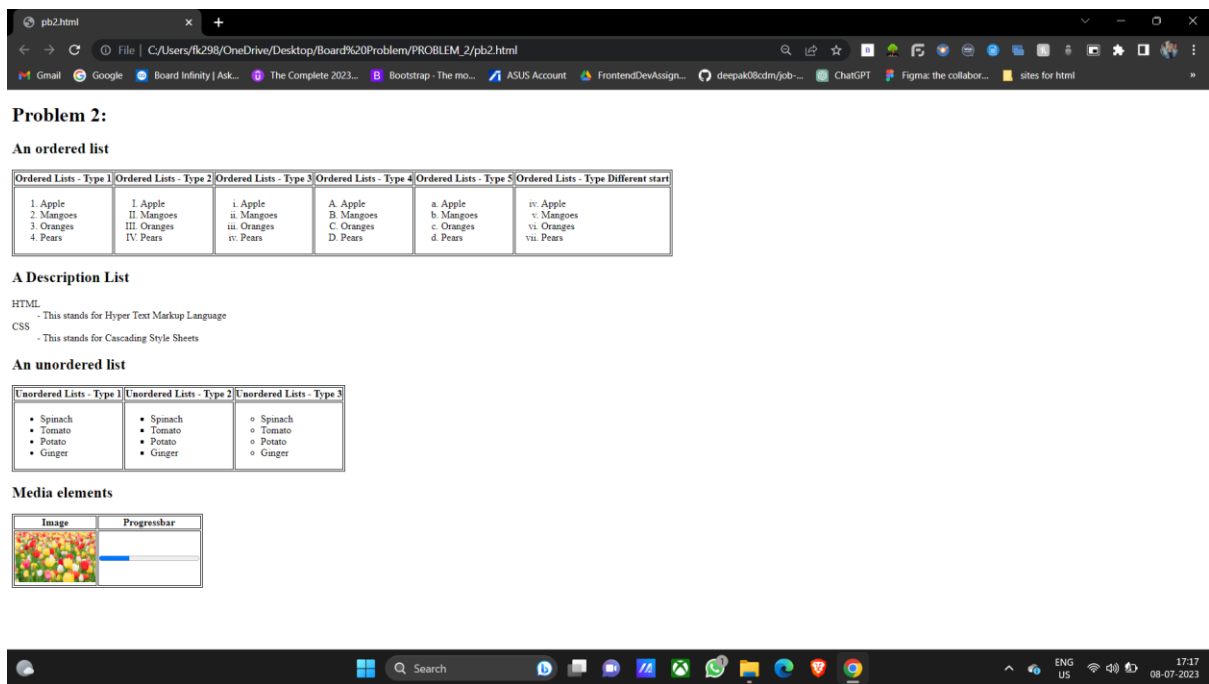 pb2.html
File | C:/Users/fk298/OneDrive/Desktop/Board%20Problem/PROBLEM_2/pb2.html
Gmail Google Board Infinity | Ask... The Complete 2023... Bootstrap · The mo... ASUS Account FrontendDevAssign... deepak08cdm/job-... ChatGPT Figma: the collabor... sites for html »
Problem 2:
An ordered list
Ordered Lists - Type 1 Ordered Lists - Type 2 Ordered Lists - Type 3 Ordered Lists - Type 4 Ordered Lists - Type 5 Ordered Lists - Type Different start
1. Apple I. Apple i. Apple A. Apple a. Apple iv. Apple
2. Mangoes II. Mangoes ii. Mangoes B. Mangoes b. Mangoes v. Mangoes
3. Oranges III. Oranges iii. Oranges C. Oranges c. Oranges vi. Oranges
4. Pears IV. Pears iv. Pears D. Pears d. Pears vii. Pears
A Description List
HTML
- This stands for Hyper Text Markup Language
CSS
- This stands for Cascading Style Sheets
An unordered list
Unordered Lists - Type 1 Unordered Lists - Type 2 Unordered Lists - Type 3
• Spinach ▪ Spinach ◦ Spinach
• Tomato ▪ Tomato ◦ Tomato
• Potato ▪ Potato ◦ Potato
• Ginger ▪ Ginger ◦ Ginger
Media elements
Image Progressbar
Search
ENG 17:17
US 08-07-2023